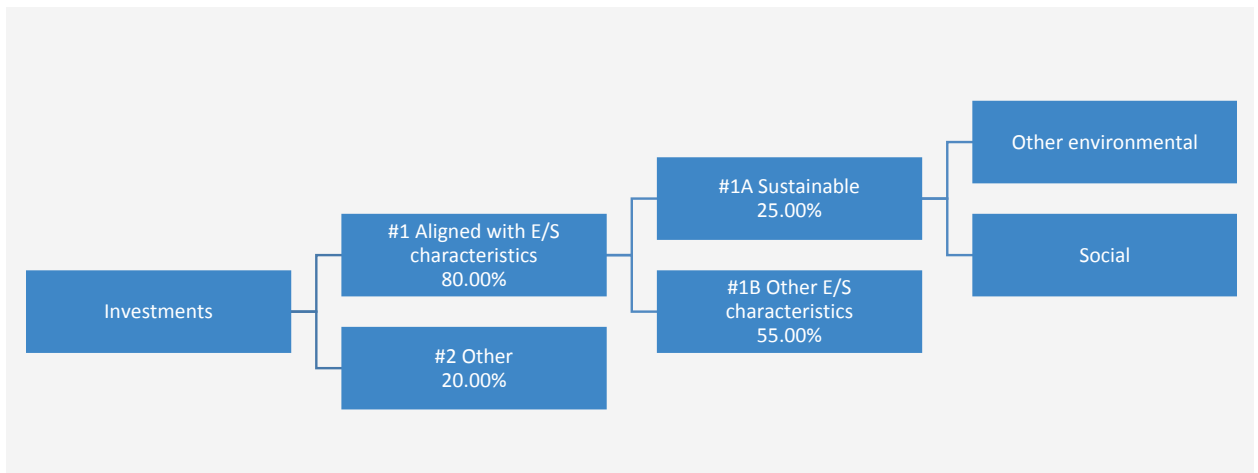 Investments
#1 Aligned with E/S
characteristics
80.00%
#2 Other
20.00%
#1A Sustainable
25.00%
#1B Other E/S
characteristics
55.00%
Other environmental
Social